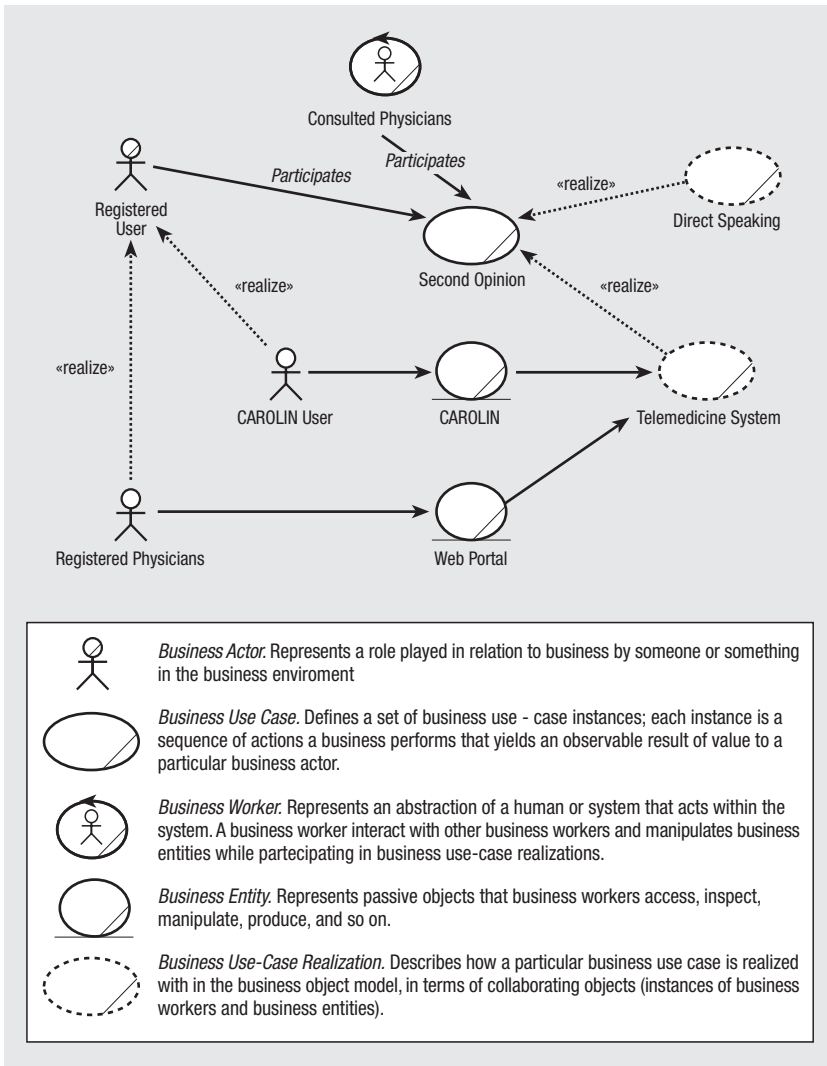 Consulted Physicians
Participates
Participates
Registered
User
«realize»
Direct Speaking
Second Opinion
«realize»
«realize»
«realize»
CAROLIN User
CAROLIN
Telemedicine System
Registered Physicians
Web Portal
Business Actor. Represents a role played in relation to business by someone or something
in the business enviroment
Business Use Case. Defines a set of business use - case instances; each instance is a
sequence of actions a business performs that yields an observable result of value to a
particular business actor.
Business Worker. Represents an abstraction of a human or system that acts within the
system. A business worker interact with other business workers and manipulates business
entities while partecipating in business use-case realizations.
Business Entity. Represents passive objects that business workers access, inspect,
manipulate, produce, and so on.
Business Use-Case Realization. Describes how a particular business use case is realized
with in the business object model, in terms of collaborating objects (instances of business
workers and business entities).